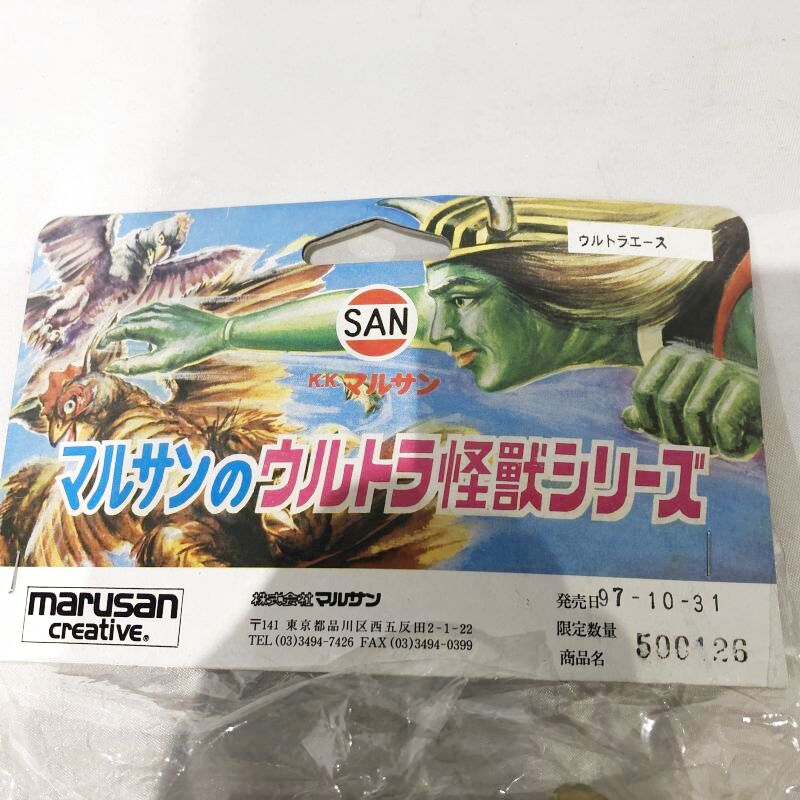 ウルトラエース
SAN
K.K マルサン
マルサンのウルトラ怪獣シリーズ
marusan
creative®
株式会社マルサン
〒141 東京都品川区西五反田2-1-22
TEL (03)3494-7426 FAX (03)3494-0399
発売日97-10-31
限定数量
商品名 500126